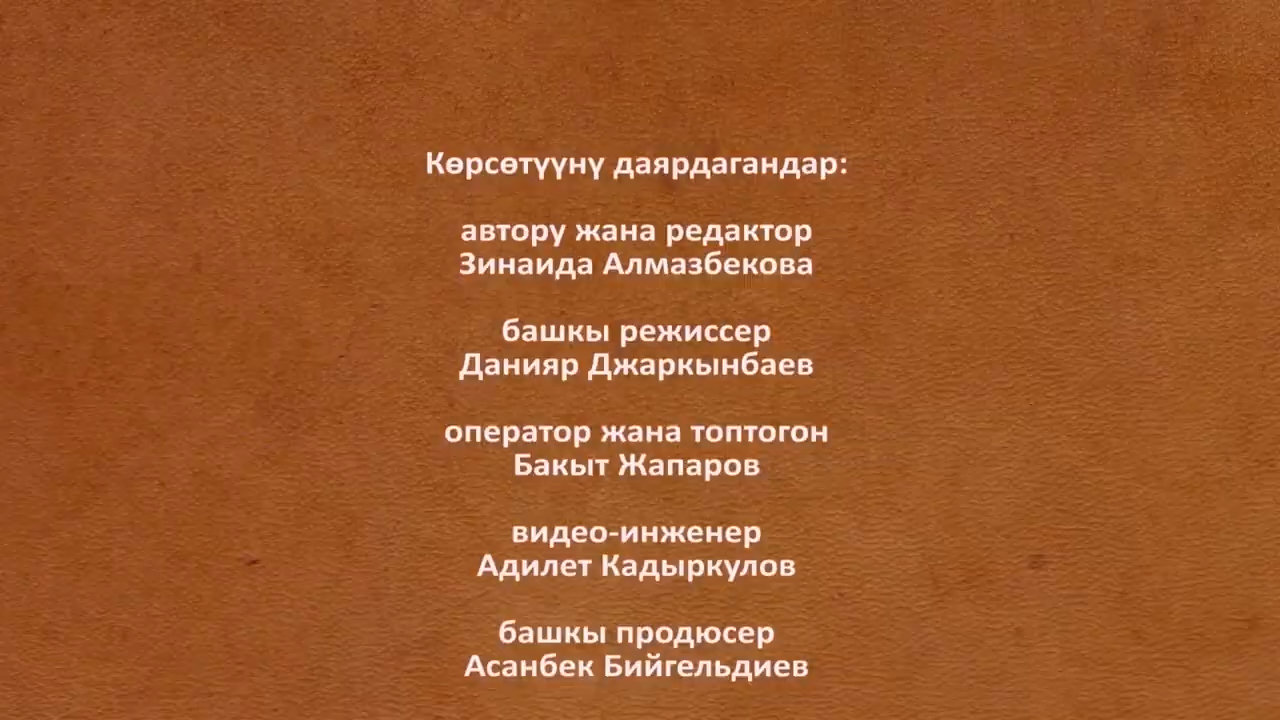 Көрсөтүүнү даярдагандар:
автору жана редактор
Зинаида Алмазбекова
башкы режиссер
Данияр Джаркынбаев
оператор жана топтогон
Бакыт Жапаров
видео-инженер
Адилет Кадыркулов
башкы продюсер
Асанбек Бийгельдиев